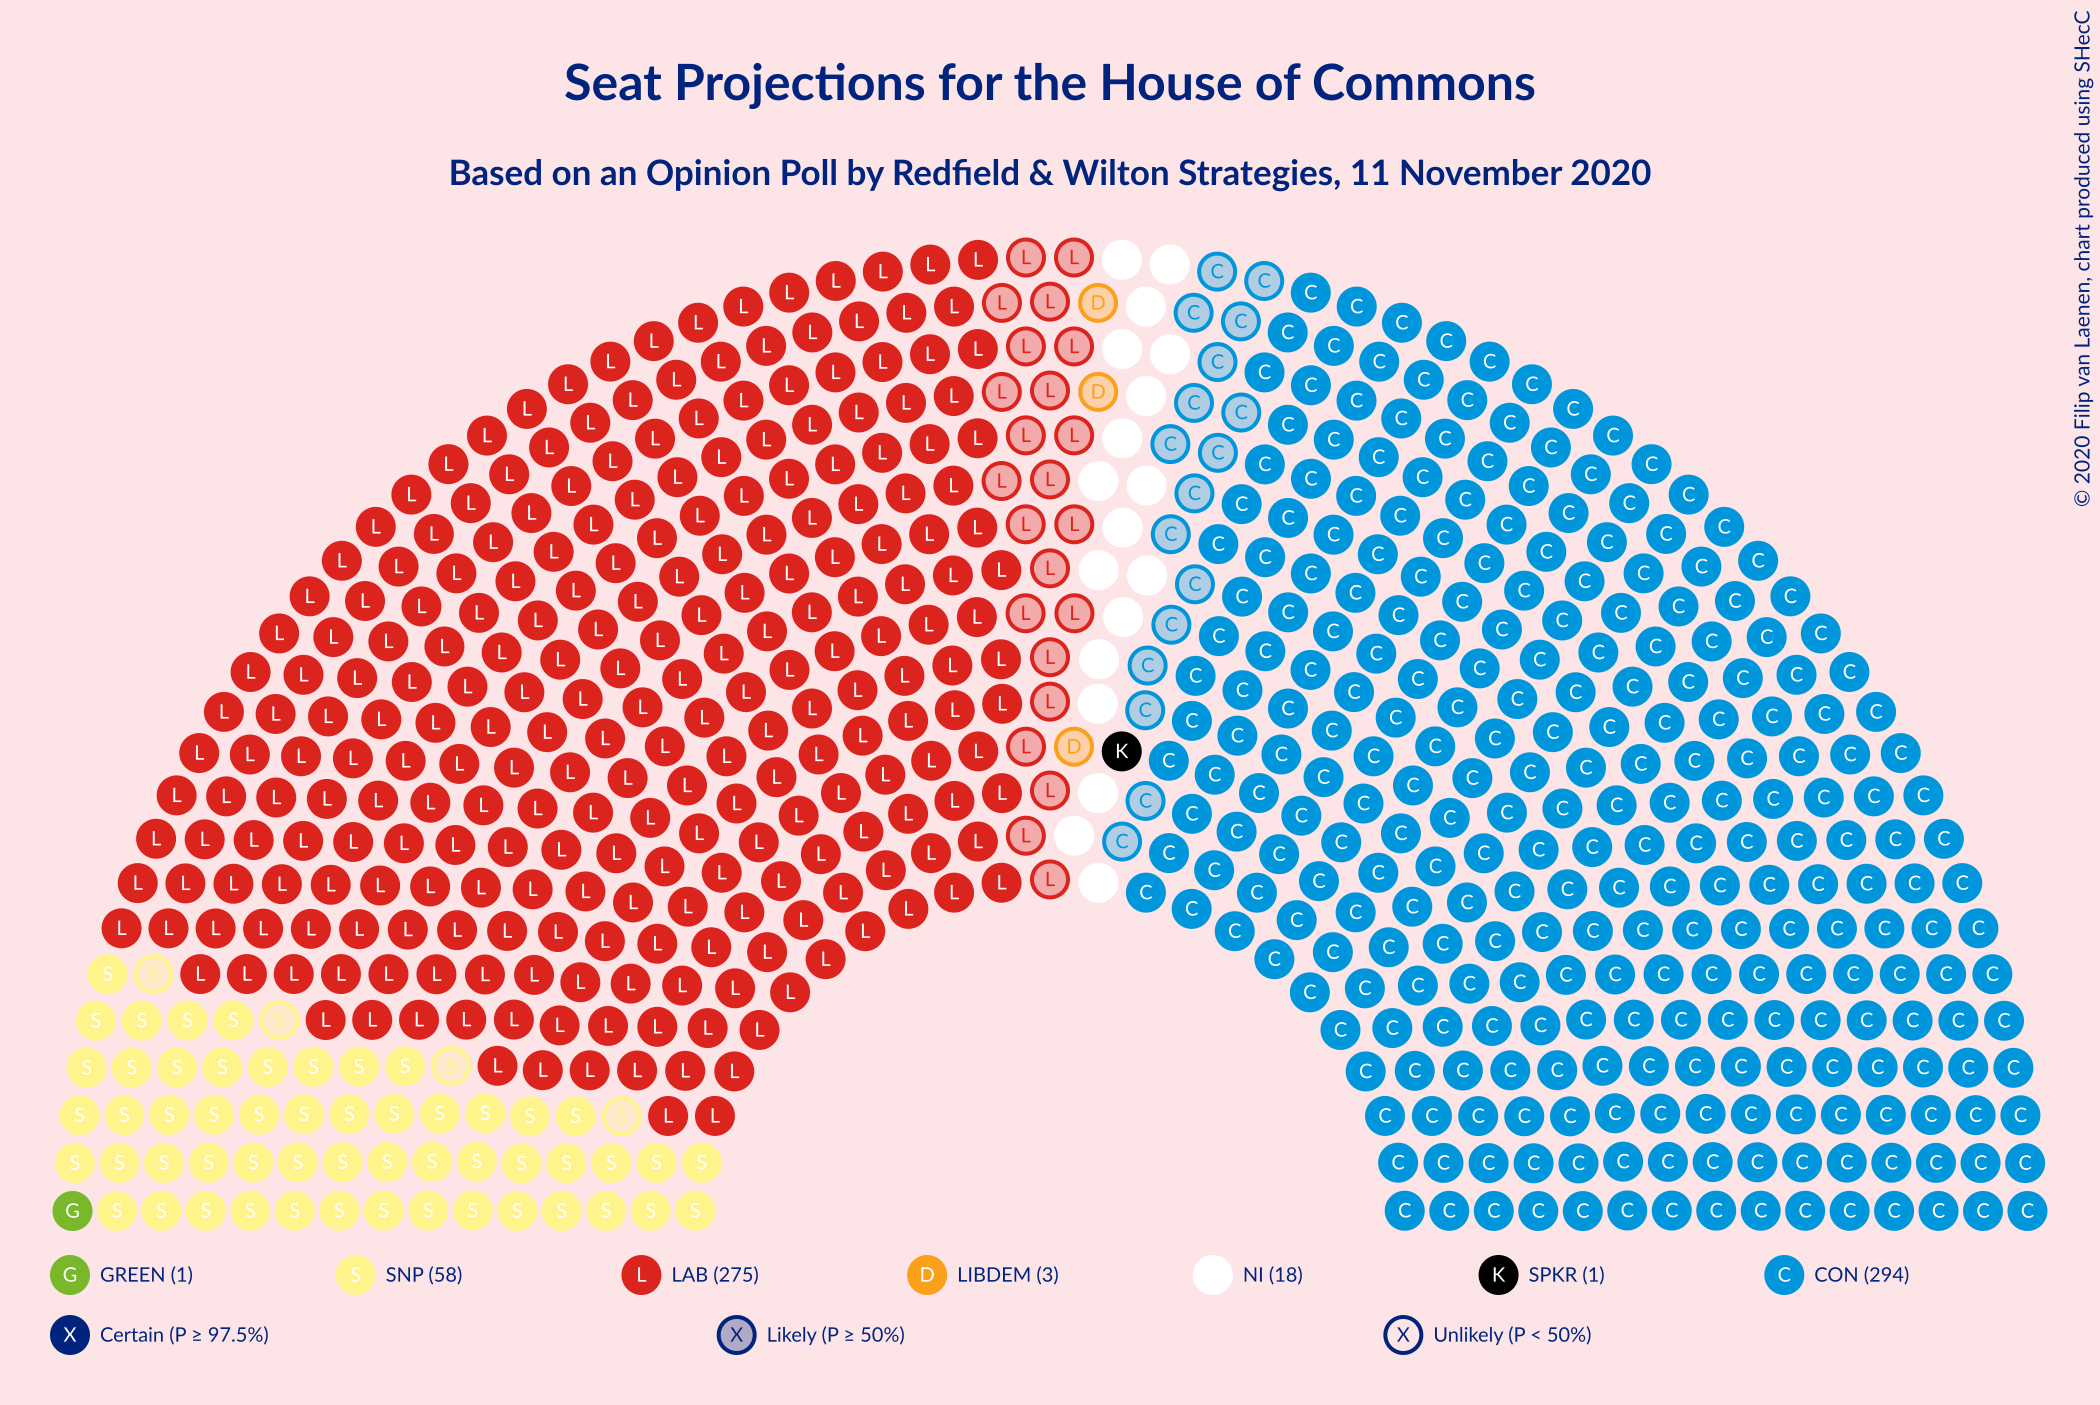 Seat Projections for the House of Commons
Based on an Opinion Poll by Redfield & Wilton Strategies, 11 November 2020
© 2020 Filip van Laenen, chart produced using SHecC
G GREEN (1)
S SNP (58)
L LAB (275)
D LIBDEM (3)
NI (18)
K SPKR (1)
C CON (294)
X Certain (P ≥ 97.5%)
X Likely (P ≥ 50%)
X Unlikely (P < 50%)